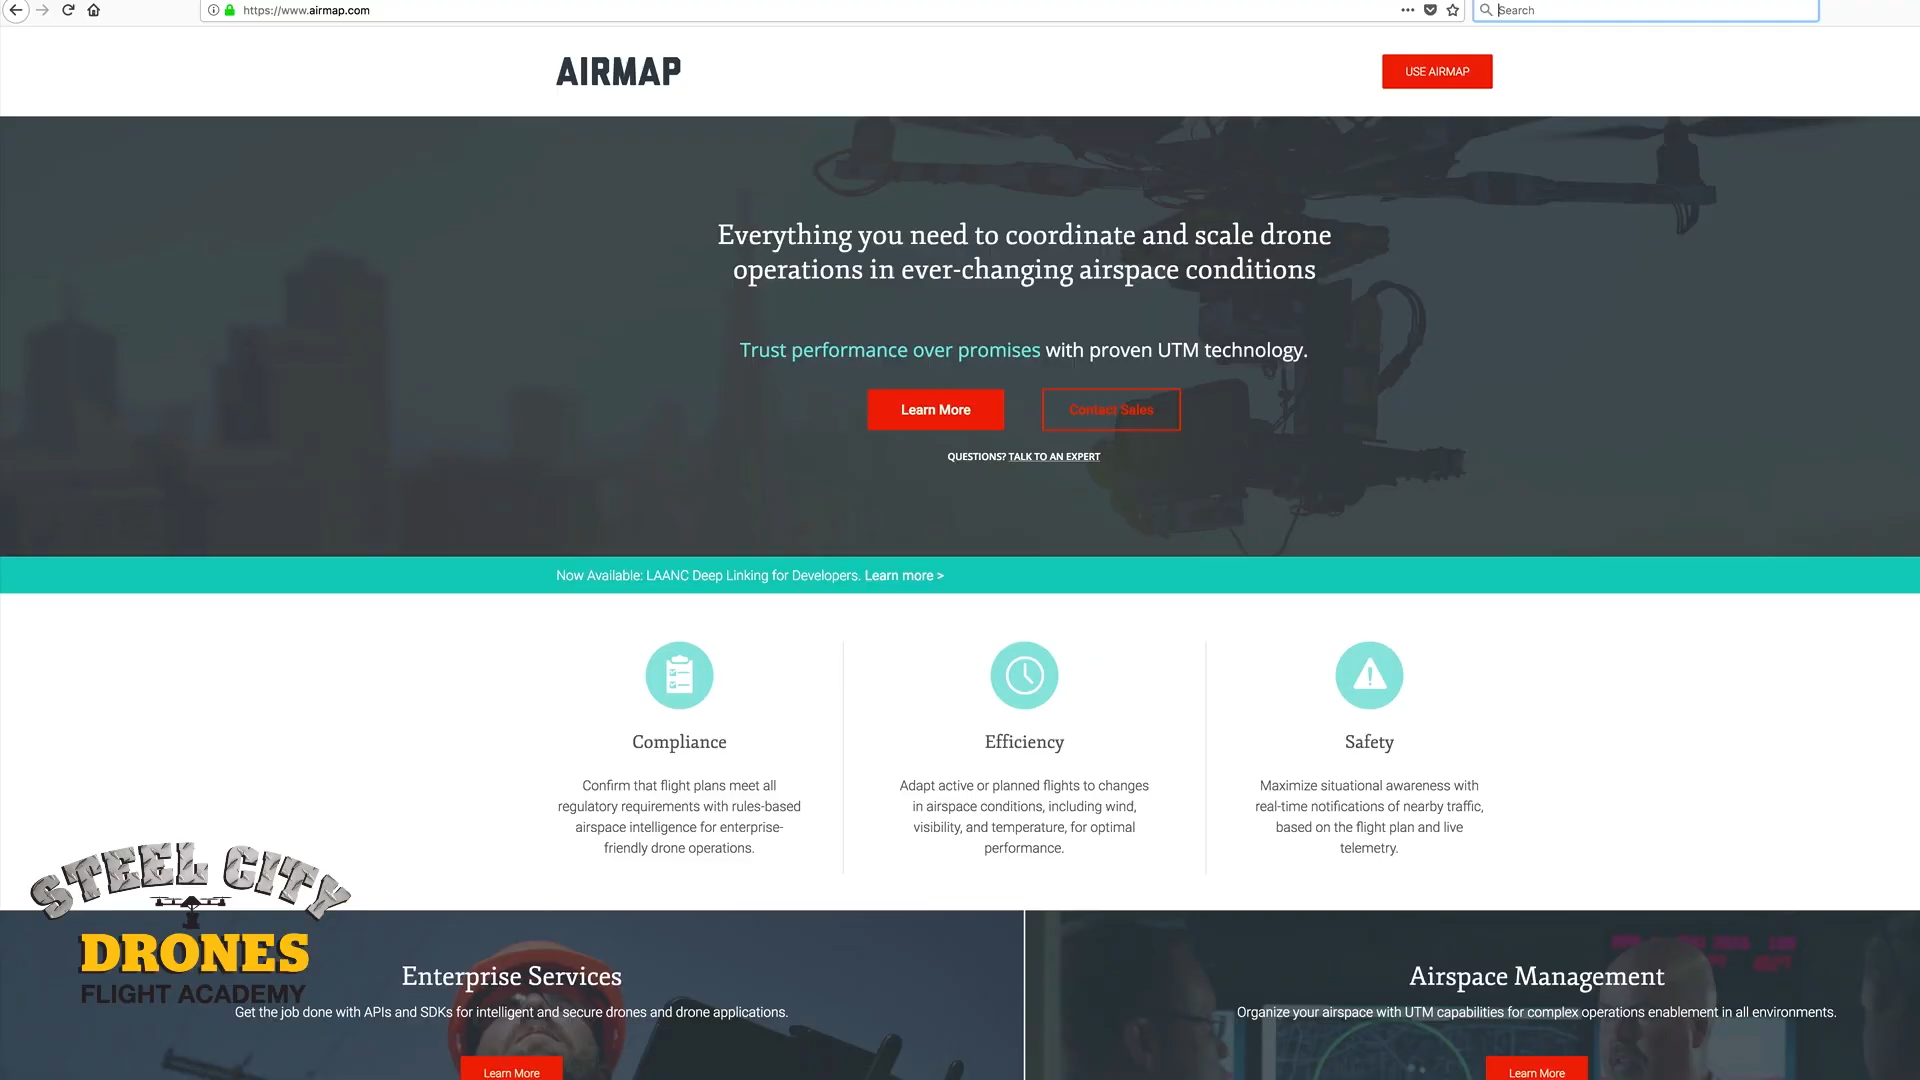 https://www.airmap.com
Search
AIRMAP
USE AIRMAP
Everything you need to coordinate and scale drone
operations in ever-changing airspace conditions
Trust performance over promises with proven UTM technology.
Learn More
Contact Sales
QUESTIONS? TALK TO AN EXPERT
Now Available: LAANC Deep Linking for Developers. Learn more >
Compliance
Confirm that flight plans meet all
regulatory requirements with rules-based
airspace intelligence for enterprise-
friendly drone operations.
Efficiency
Adapt active or planned flights to changes
in airspace conditions, including wind,
visibility, and temperature, for optimal
performance.
Safety
Maximize situational awareness with
real-time notifications of nearby traffic,
based on the flight plan and live
telemetry.
STEEL CITY
DRONES
FLIGHT ACADEMY
Enterprise Services
Get the job done with APIs and SDKs for intelligent and secure drones and drone applications.
Learn More
Airspace Management
Organize your airspace with UTM capabilities for complex operations enablement in all environments.
Learn More